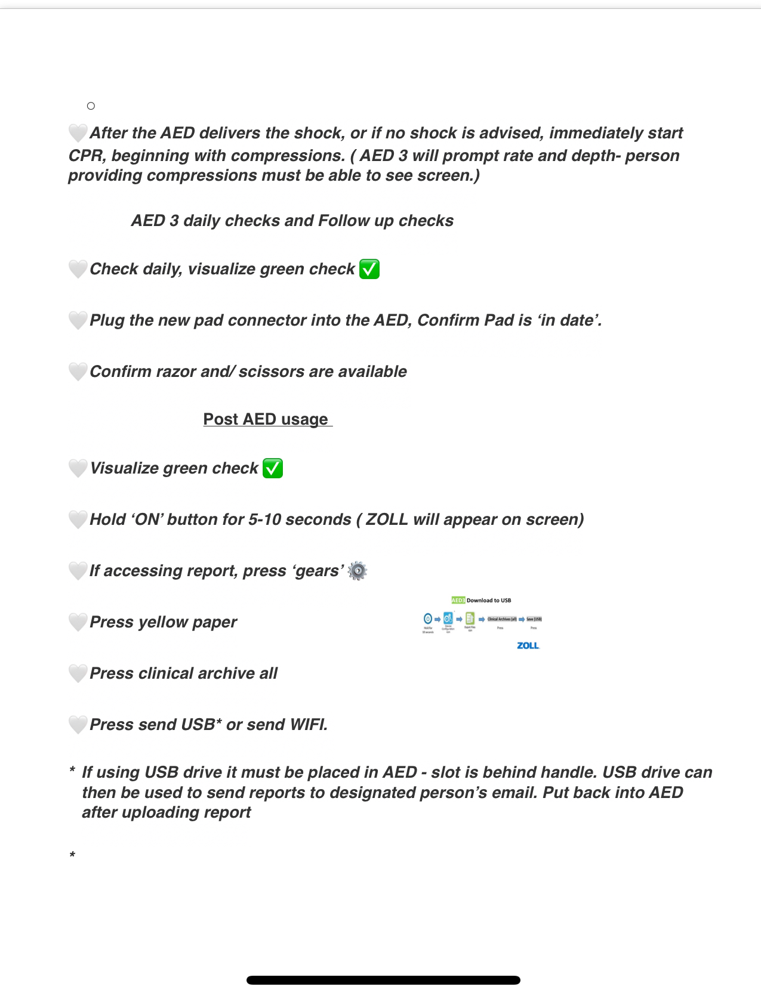 After the AED delivers the shock, or if no shock is advised, immediately start
CPR, beginning with compressions. ( AED 3 will prompt rate and depth- person
providing compressions must be able to see screen.)
AED 3 daily checks and Follow up checks
Check daily, visualize green check ✅
Plug the new pad connector into the AED, Confirm Pad is ‘in date’.
Confirm razor and/ scissors are available
Post AED usage
Visualize green check ✅
Hold ‘ON’ button for 5-10 seconds ( ZOLL will appear on screen)
If accessing report, press ‘gears’ ⚙️
AED3 Download to USB
Press yellow paper
Clinical Archives (all)
Save (USB)
Hold for
10 seconds
Device
Configuration
icon
Export Files
icon
Press
Press
ZOLL
Press clinical archive all
Press send USB* or send WIFI.
* If using USB drive it must be placed in AED - slot is behind handle. USB drive can
then be used to send reports to designated person’s email. Put back into AED
after uploading report
*